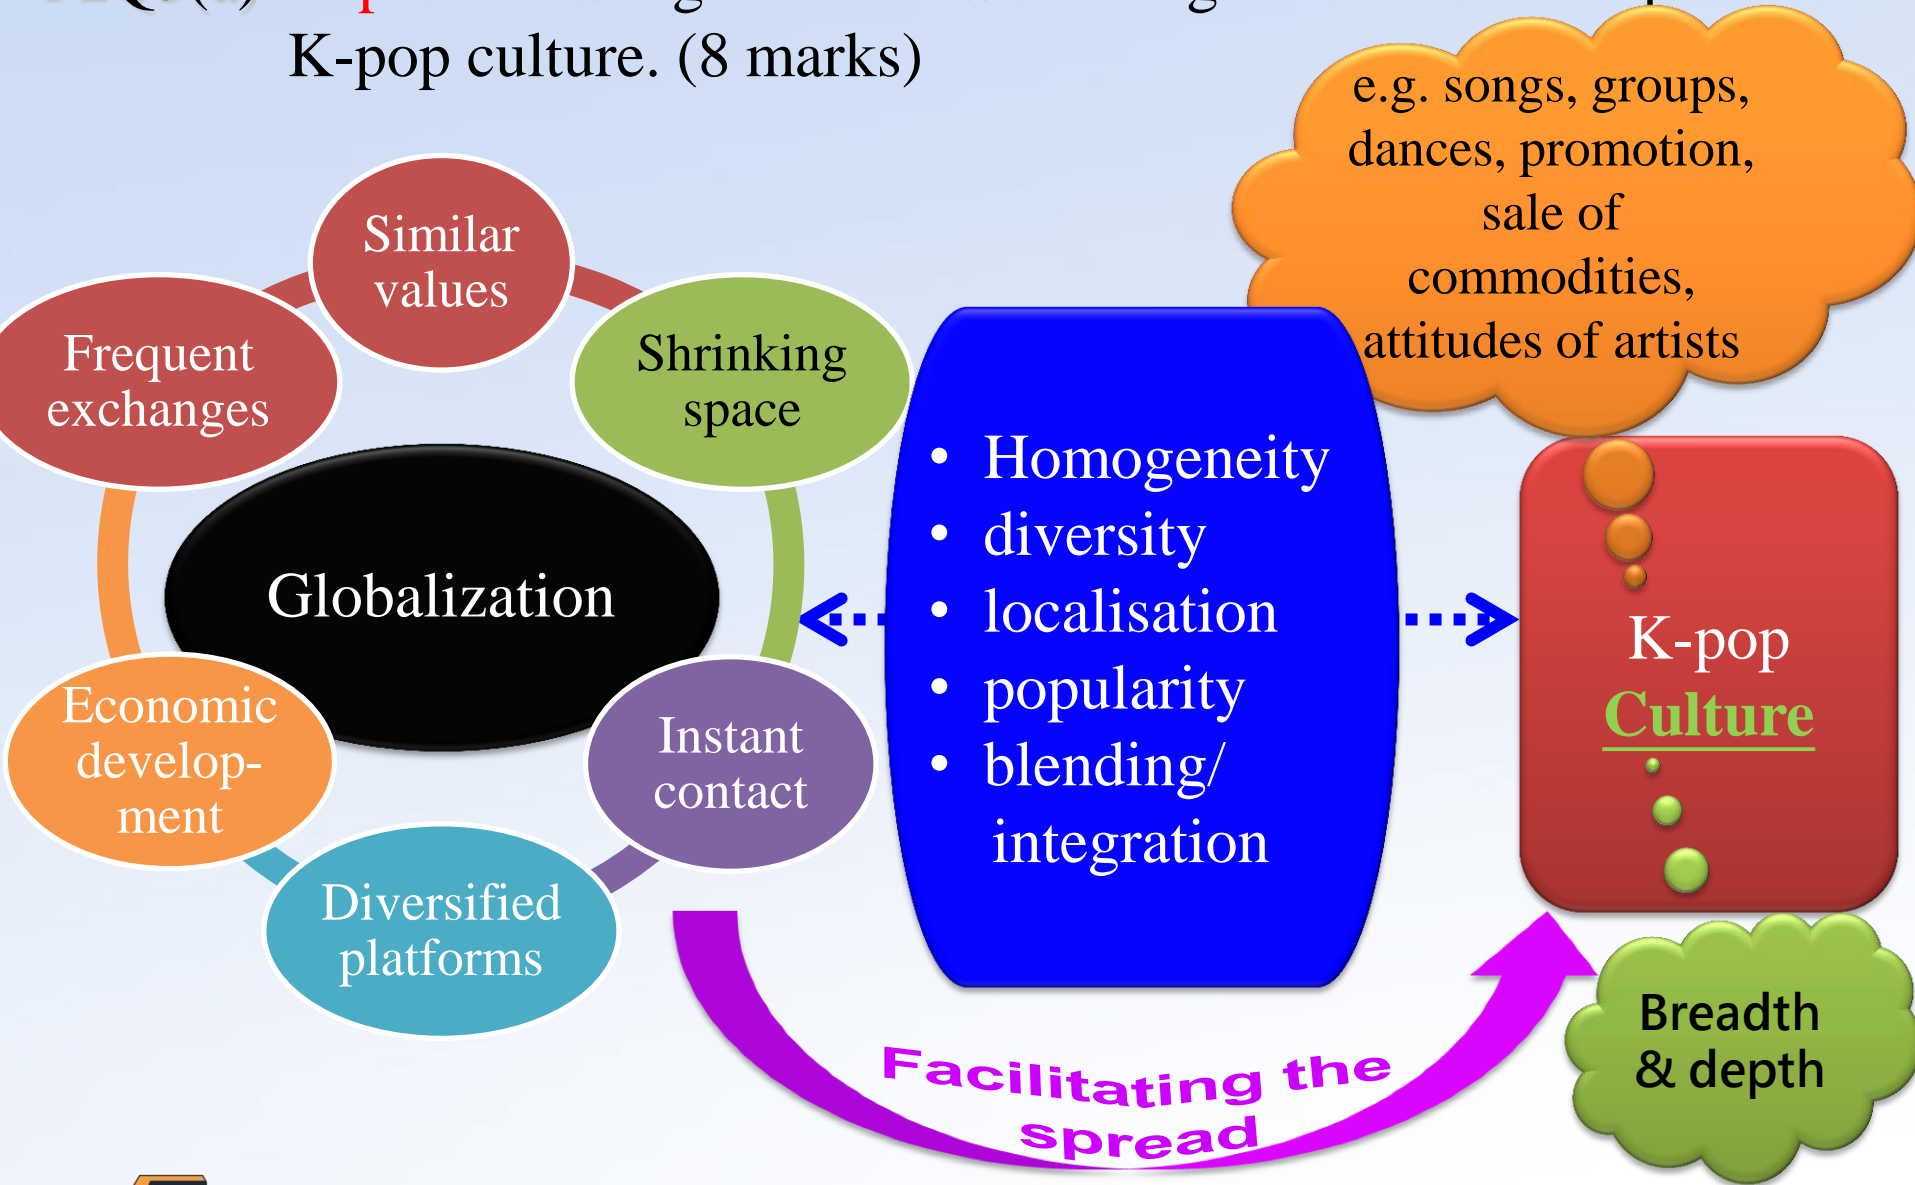 K-pop culture. (8 marks)
e.g. songs, groups,
dances, promotion,
sale of
commodities,
attitudes of artists
Similar
values
Frequent
exchanges
Shrinking
space
Globalization
Economic
develop-
ment
Instant
contact
Diversified
platforms
• Homogeneity
• diversity
• localisation
• popularity
• blending/
integration
K-pop
Culture
Breadth
& depth
Facilitating the
spread